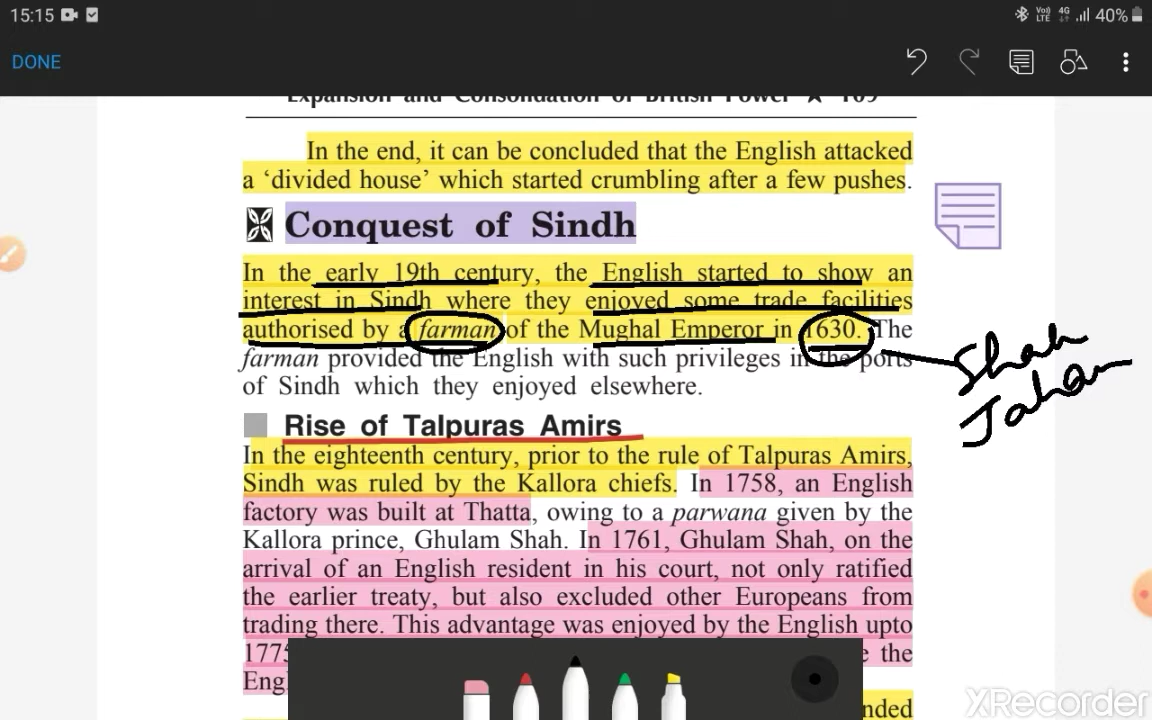 15:15
Vo)) LTE 4G 40%
DONE
Expansion and Consolidation of British Power ★ 109
In the end, it can be concluded that the English attacked
a ‘divided house’ which started crumbling after a few pushes.
Conquest of Sindh
In the early 19th century, the English started to show an
interest in Sindh where they enjoyed some trade facilities
authorised by a farman of the Mughal Emperor in 1630. The
farman provided the English with such privileges in the ports
of Sindh which they enjoyed elsewhere.
Shah
Jahan
Rise of Talpuras Amirs
In the eighteenth century, prior to the rule of Talpuras Amirs,
Sindh was ruled by the Kallora chiefs. In 1758, an English
factory was built at Thatta, owing to a parwana given by the
Kallora prince, Ghulam Shah. In 1761, Ghulam Shah, on the
arrival of an English resident in his court, not only ratified
the earlier treaty, but also excluded other Europeans from
trading there. This advantage was enjoyed by the English upto
1775 the
Engl
nded
XRecorder